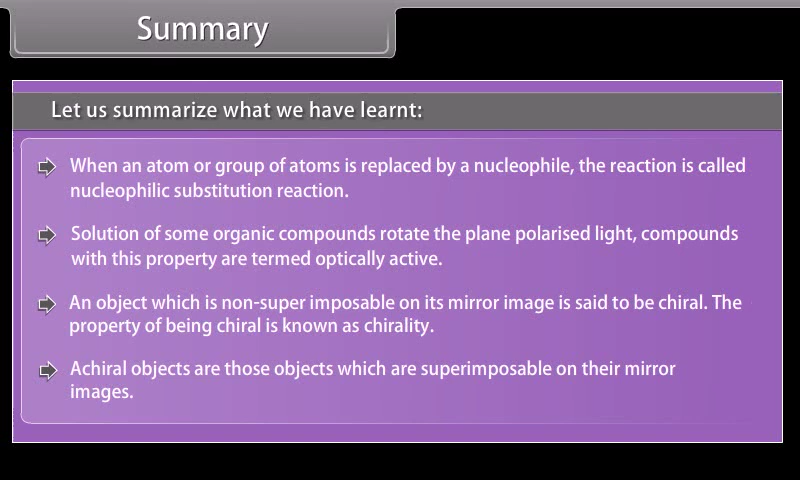 Summary
Let us summarize what we have learnt:
When an atom or group of atoms is replaced by a nucleophile, the reaction is called
nucleophilic substitution reaction.
Solution of some organic compounds rotate the plane polarised light, compounds
with this property are termed optically active.
An object which is non-super imposable on its mirror image is said to be chiral. The
property of being chiral is known as chirality.
Achiral objects are those objects which are superimposable on their mirror
images.